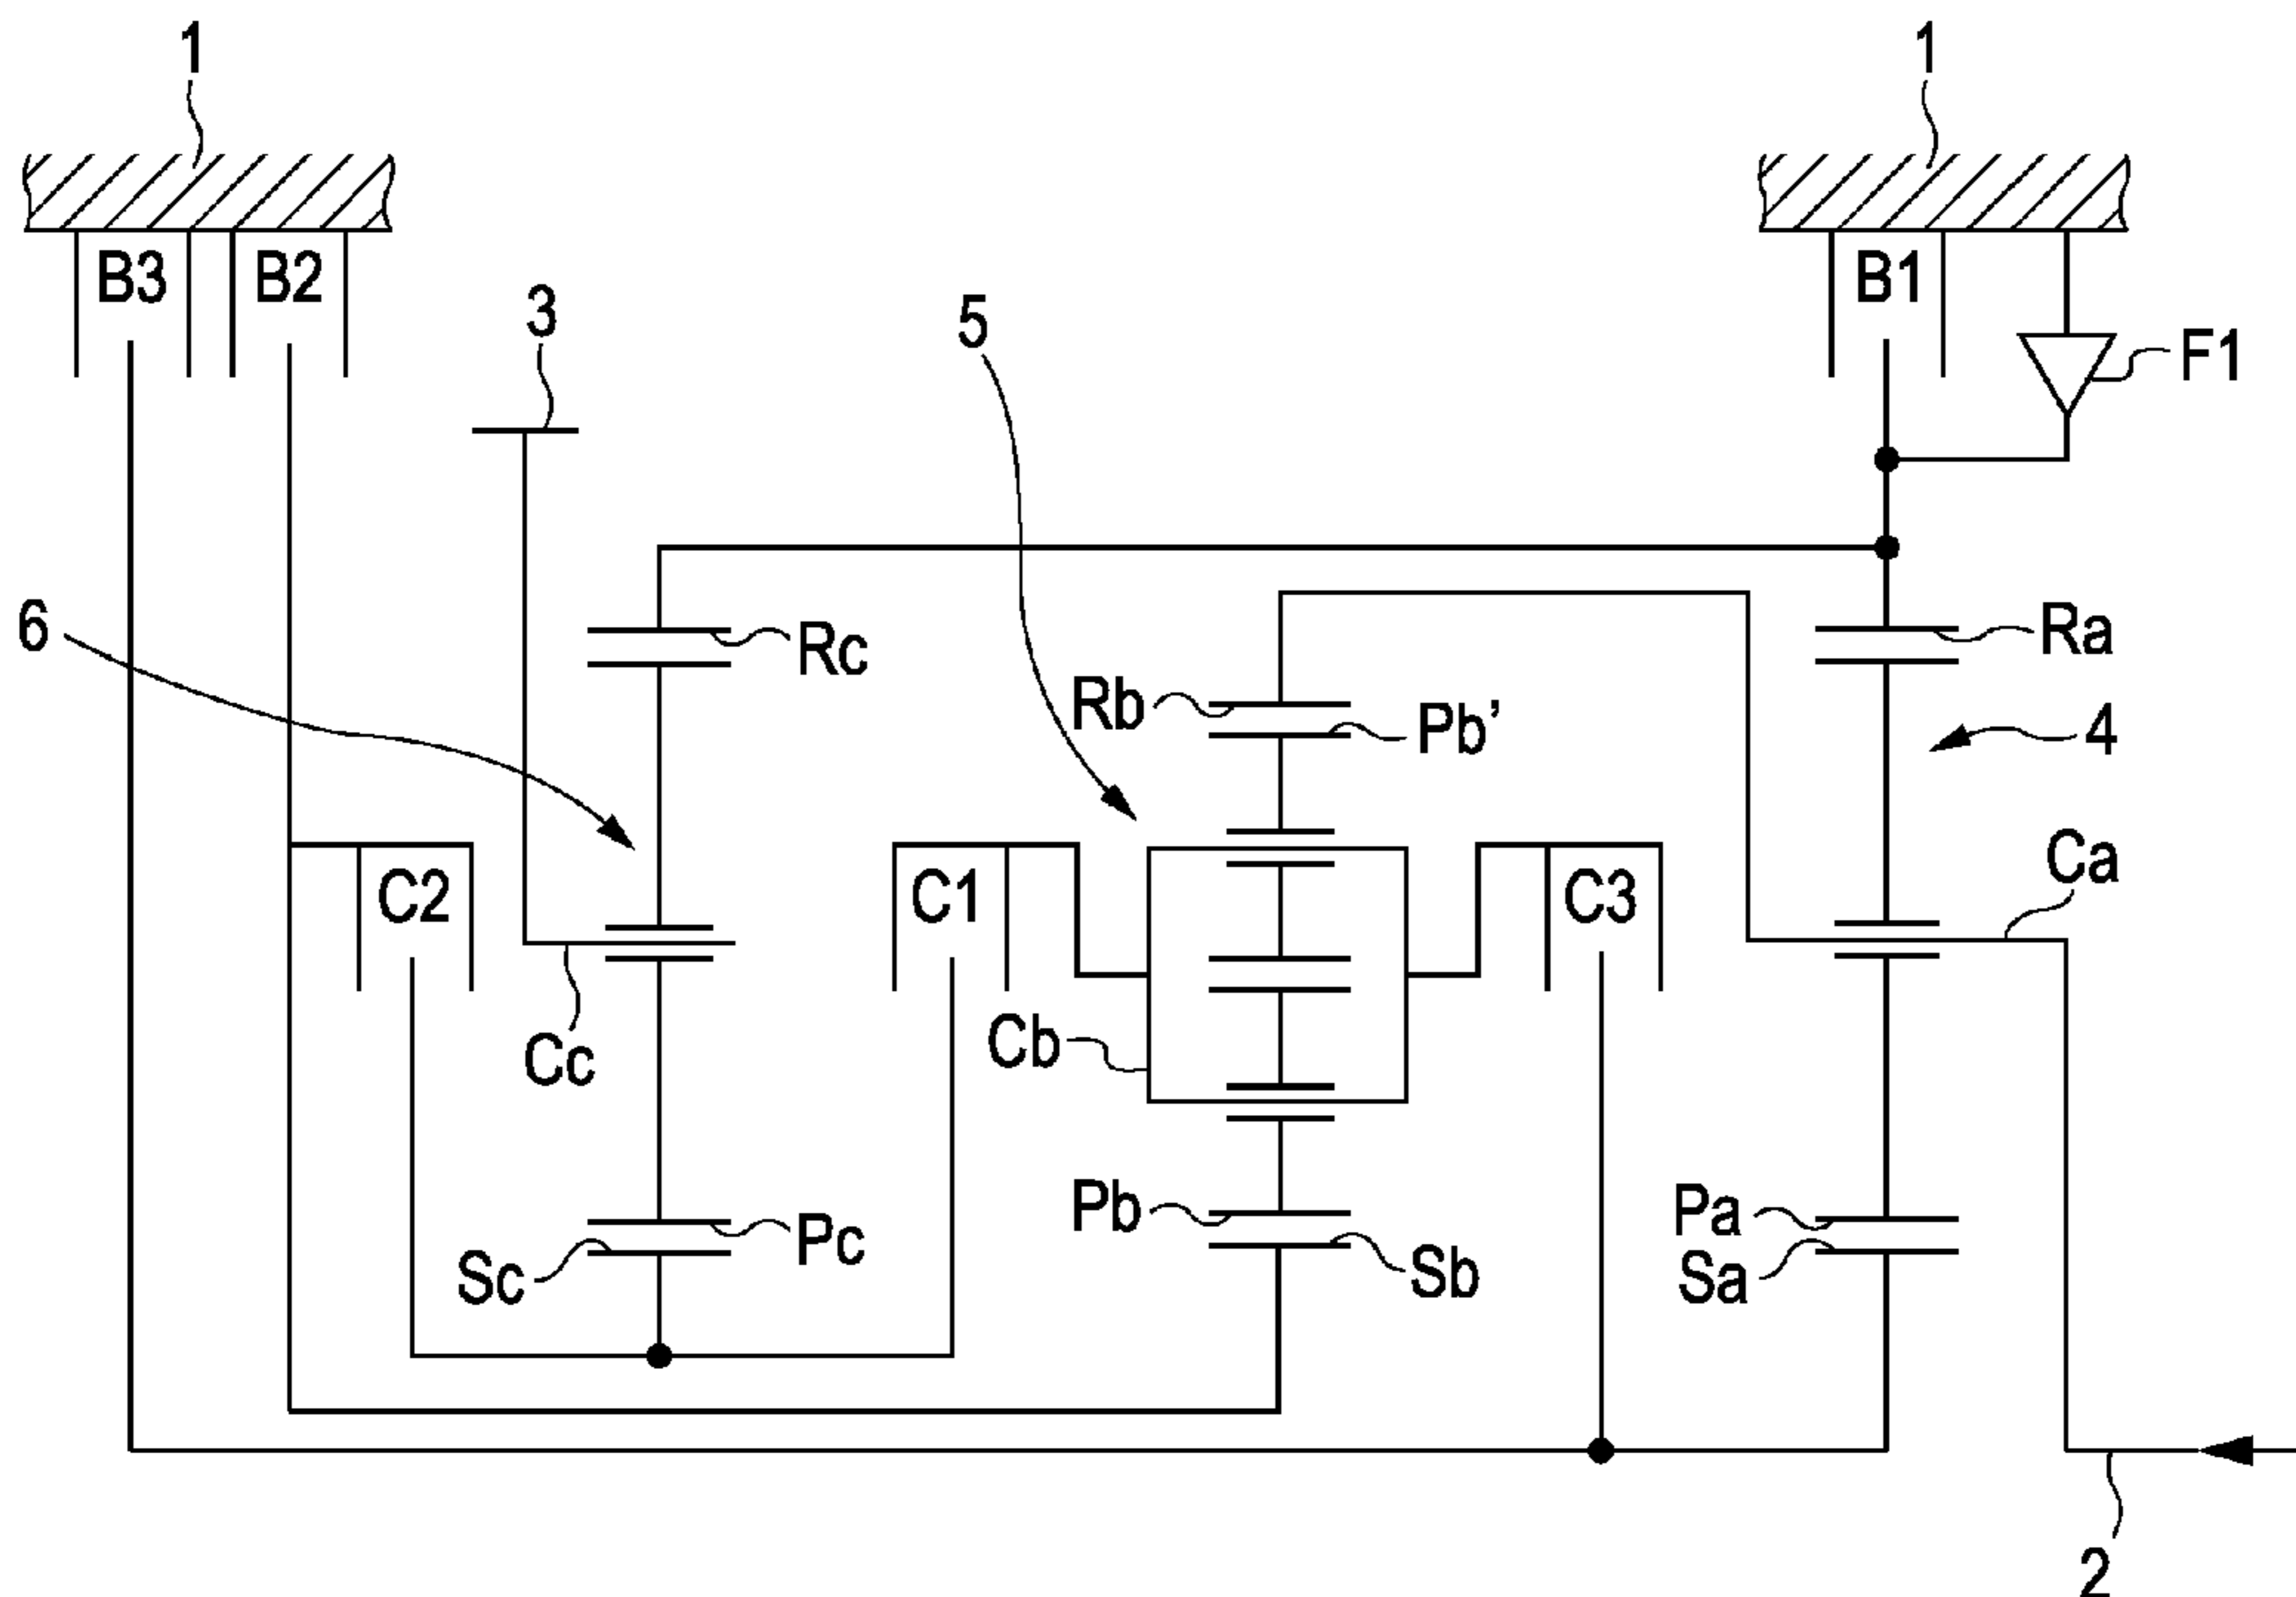 1 1
B3 B2 B1
3 5 F1
6 Rc Ra
Rb Pb’ 4
C2 C1 C3 Ca
Cc Cb
Pb Pa
Pc
Sc Sb Sa
2